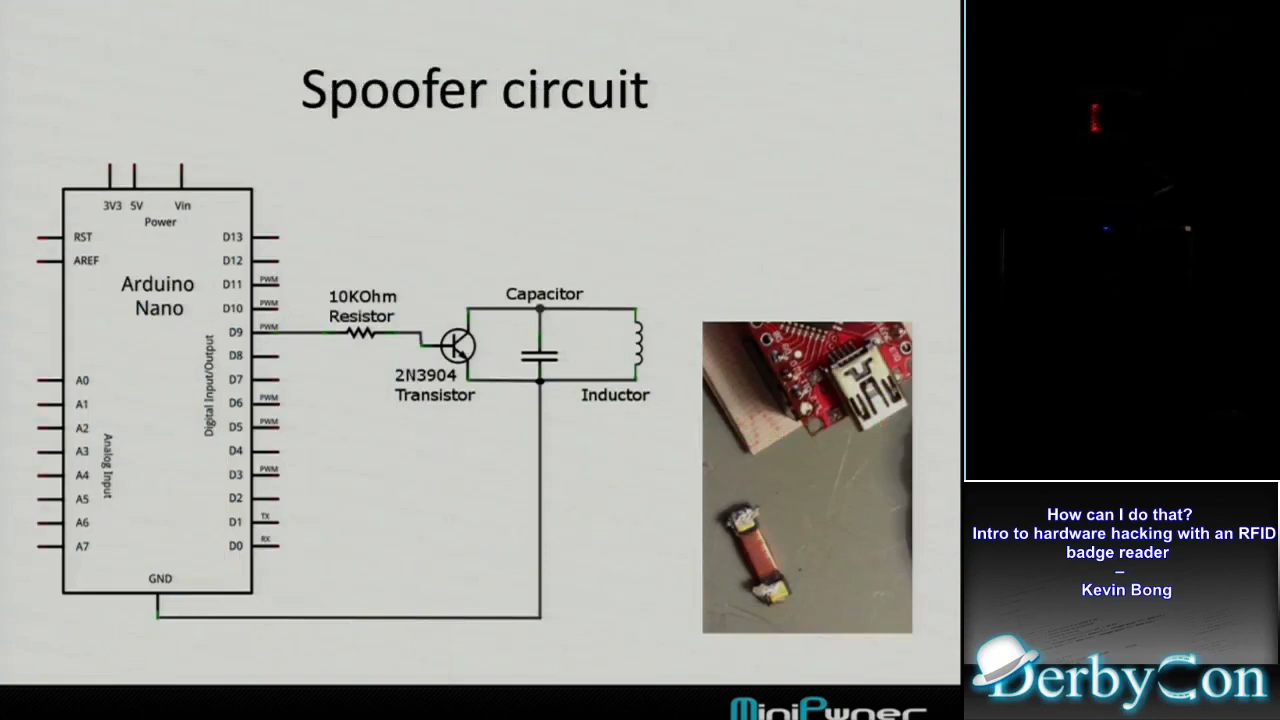 Spoofer circuit
3V3 5V Vin
Power
RST
AREF
Arduino
Nano
D13
D12
D11 PWM
D10 PWM
D9 PWM
D8
D7
D6 PWM
D5 PWM
D4
D3 PWM
D2
D1 TX
D0 RX
Digital Input/Output
A0
A1
A2
A3
A4
A5
A6
A7
Analog Input
GND
10KOhm
Resistor
2N3904
Transistor
Capacitor
Inductor
MiniPwner
How can I do that?
Intro to hardware hacking with an RFID
badge reader
–
Kevin Bong
DerbyCon